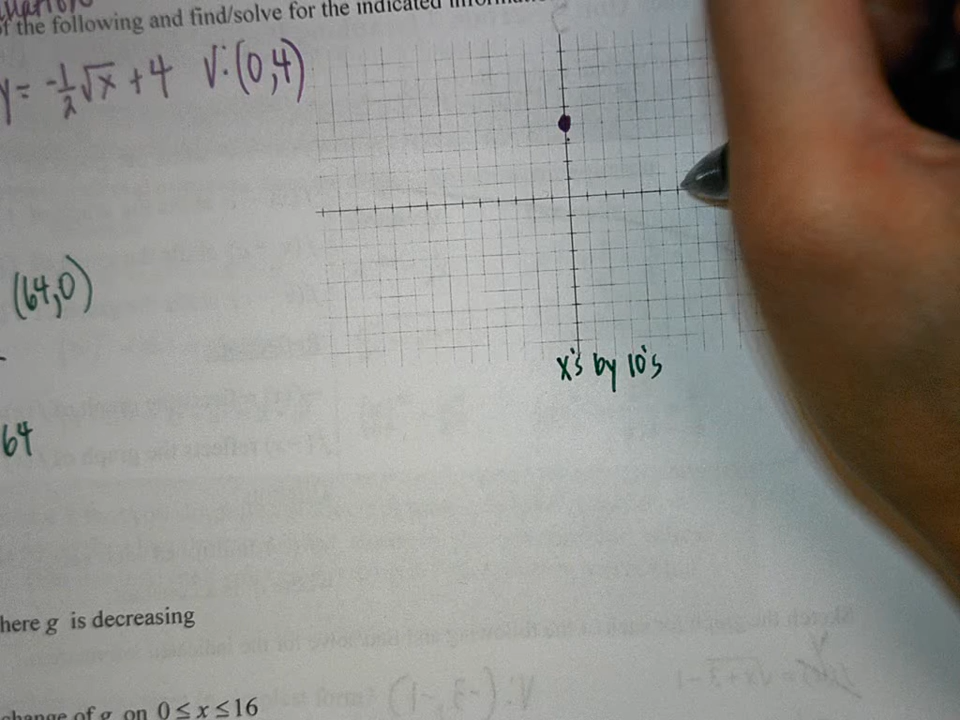 the following and find/solve for the indicated
y = -1/2 √x + 4 V: (0,4)
(64,0)
64
x's by 10's
here g is decreasing
change of g on 0 ≤ x ≤ 16